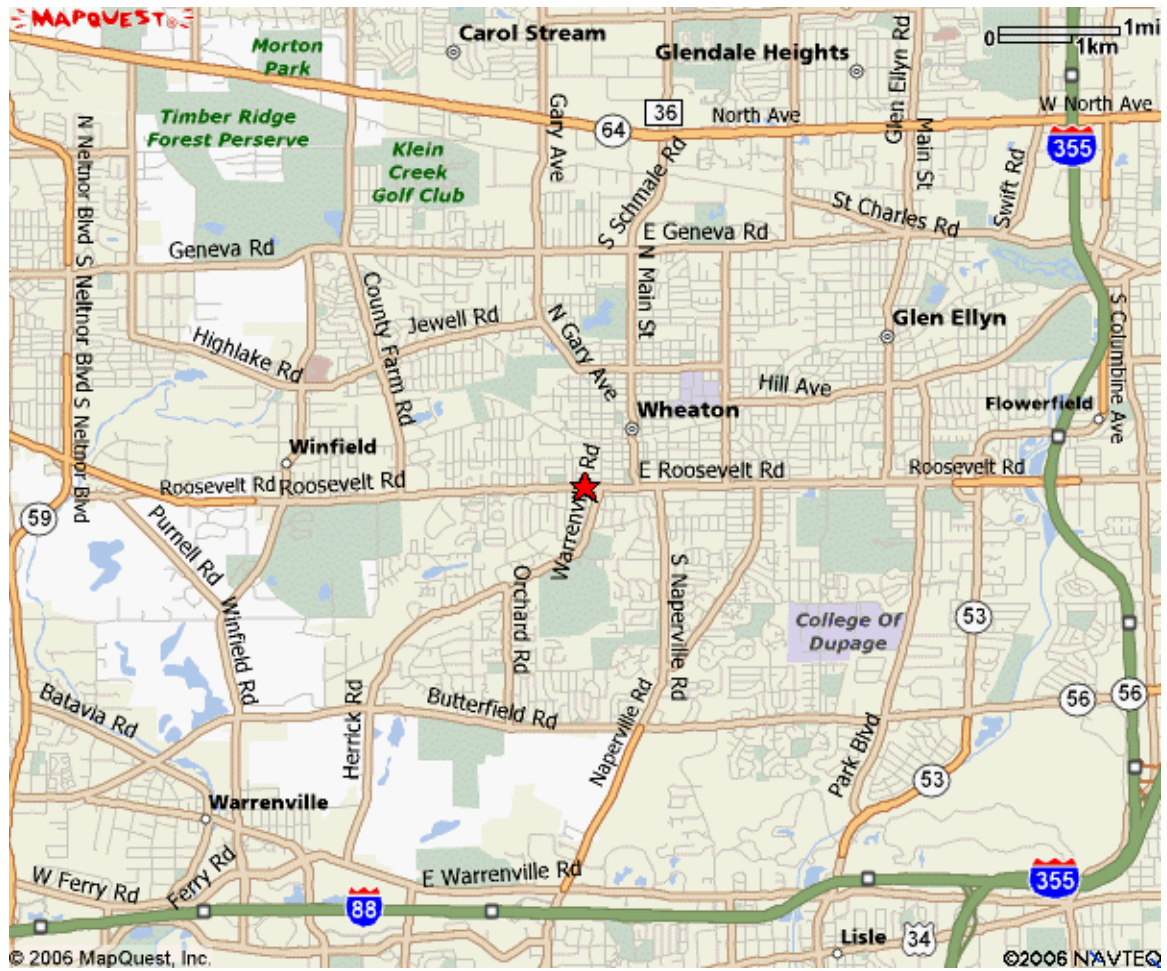 MAPQUEST
Carol Stream
Glendale Heights
Glen Ellyn Rd
0
1mi
1km
Morton
Park
Timber Ridge
Forest Perserve
Klein
Creek
Golf Club
Gary Ave
36
64
North Ave
W North Ave
355
N Neltnor Blvd
S Neltnor Blvd
S Neltnor Blvd
S Schmale Rd
Main St
Swift Rd
St Charles Rd
Geneva Rd
E Geneva Rd
N Main St
County Farm Rd
Jewell Rd
N Gary Ave
Highlake Rd
Glen Ellyn
S Columbine Ave
Hill Ave
Flowerfield
Wheaton
Winfield
E Roosevelt Rd
Roosevelt Rd
Roosevelt Rd
Roosevelt Rd
59
Purnell Rd
Warrenv
Rd
Orchard Rd
S Naperville Rd
53
College Of
Dupage
Winfield Rd
Batavia Rd
Herrick Rd
Butterfield Rd
56
56
Naperville Rd
Park Blvd
53
Warrenville
W Ferry Rd
Ferry Rd
E Warrenville Rd
88
355
Lisle
34
© 2006 MapQuest, Inc.
©2006 NAVTEQ